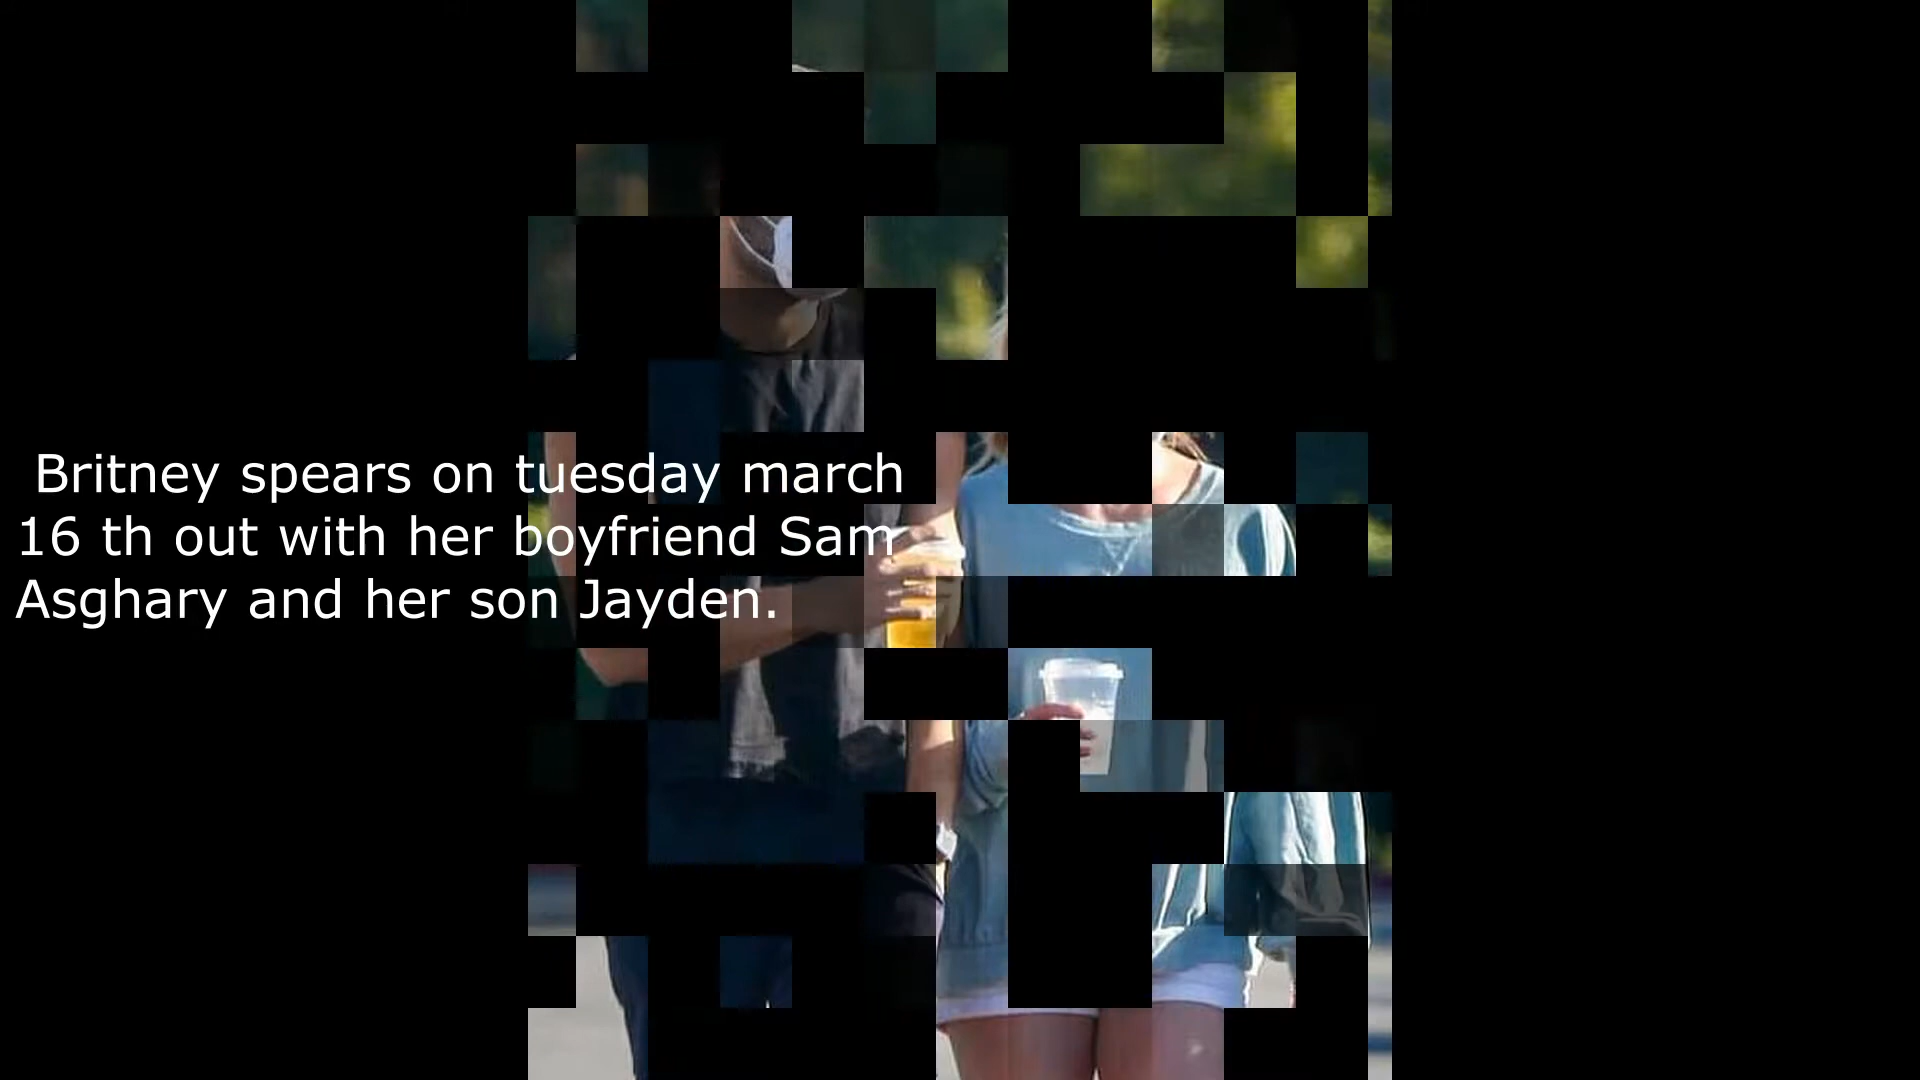 Britney spears on tuesday march
16 th out with her boyfriend Sam
Asghary and her son Jayden.